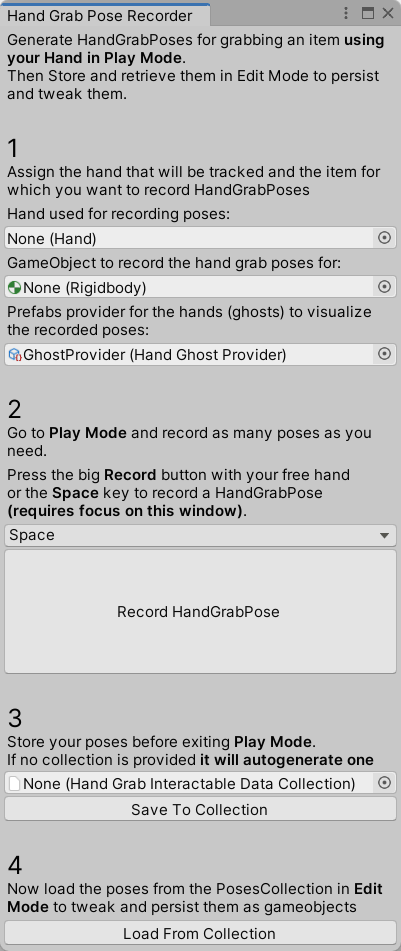 Hand Grab Pose Recorder
Generate HandGrabPoses for grabbing an item using
your Hand in Play Mode.
Then Store and retrieve them in Edit Mode to persist
and tweak them.
1
Assign the hand that will be tracked and the item for
which you want to record HandGrabPoses
Hand used for recording poses:
None (Hand)
GameObject to record the hand grab poses for:
None (Rigidbody)
Prefabs provider for the hands (ghosts) to visualize
the recorded poses:
GhostProvider (Hand Ghost Provider)
2
Go to Play Mode and record as many poses as you
need.
Press the big Record button with your free hand
or the Space key to record a HandGrabPose
(requires focus on this window).
Space
Record HandGrabPose
3
Store your poses before exiting Play Mode.
If no collection is provided it will autogenerate one
None (Hand Grab Interactable Data Collection)
Save To Collection
4
Now load the poses from the PosesCollection in Edit
Mode to tweak and persist them as gameobjects
Load From Collection